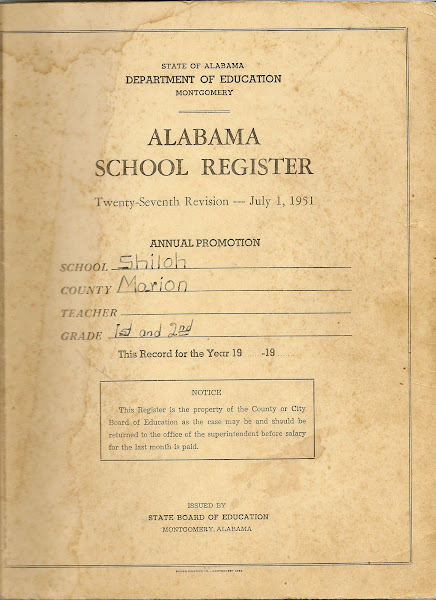 STATE OF ALABAMA
DEPARTMENT OF EDUCATION
MONTGOMERY
ALABAMA
SCHOOL REGISTER
Twenty-Seventh Revision — July 1, 1951
ANNUAL PROMOTION
SCHOOL Shiloh
COUNTY Marion
TEACHER
GRADE 1st and 2nd
This Record for the Year 19 -19
NOTICE
This Register is the property of the County or City
Board of Education as the case may be and should be
returned to the office of the superintendent before salary
for the last month is paid.
ISSUED BY
STATE BOARD OF EDUCATION
MONTGOMERY, ALABAMA